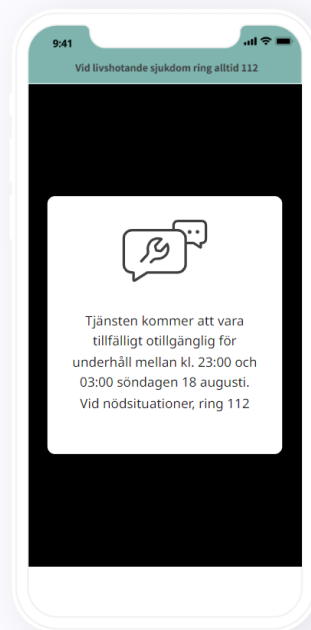 9:41
Vid livshotande sjukdom ring alltid 112
Tjänsten kommer att vara
tillfälligt otillgänglig för
underhåll mellan kl. 23:00 och
03:00 söndagen 18 augusti.
Vid nödsituationer, ring 112